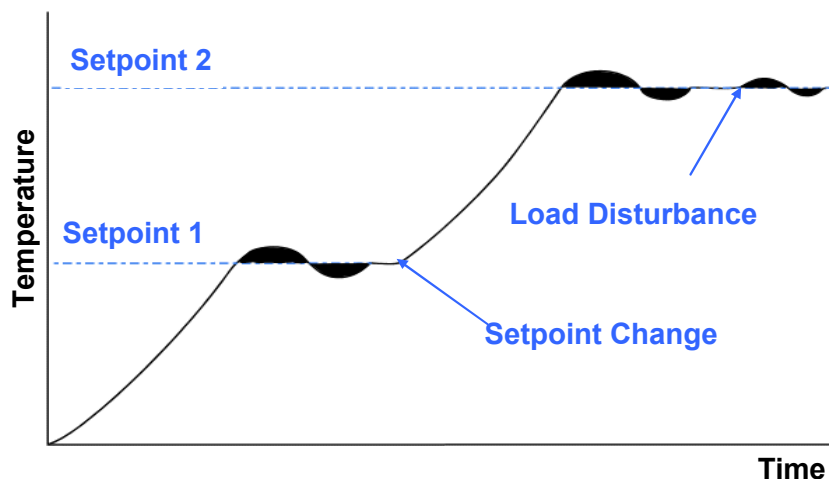 Setpoint 2
Temperature
Load Disturbance
Setpoint 1
Setpoint Change
Time